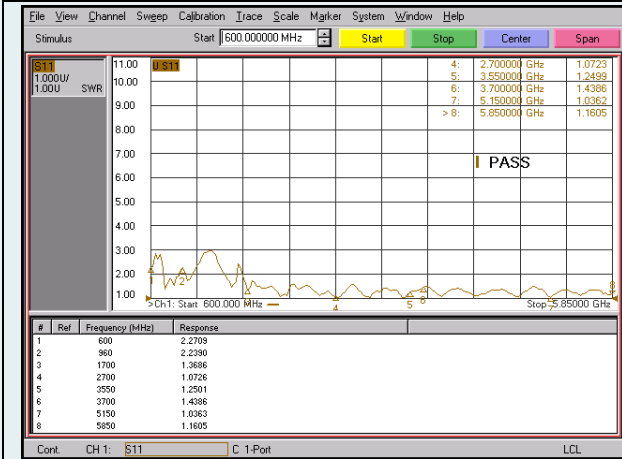 File View Channel Sweep Calibration Trace Scale Marker System Window Help
Stimulus Start 600.000000 MHz Start Stop Center Span
S11
1.000U/
1.00U SWR
11.00 U S11
10.00
9.00
8.00
7.00
6.00
5.00
4.00
3.00
2.00
1.00
4: 2.700000 GHz 1.0723
5: 3.550000 GHz 1.2499
6: 3.700000 GHz 1.4386
7: 5.150000 GHz 1.0362
> 8: 5.850000 GHz 1.1605
PASS
2
4
5
6
7
8
>Ch1: Start 600.000 MHz Stop 5.85000 GHz
# Ref Frequency (MHz) Response
1 600 2.2709
2 960 2.2390
3 1700 1.3686
4 2700 1.0726
5 3550 1.2501
6 3700 1.4386
7 5150 1.0363
8 5850 1.1605
Cont. CH 1: S11 C 1-Port LCL